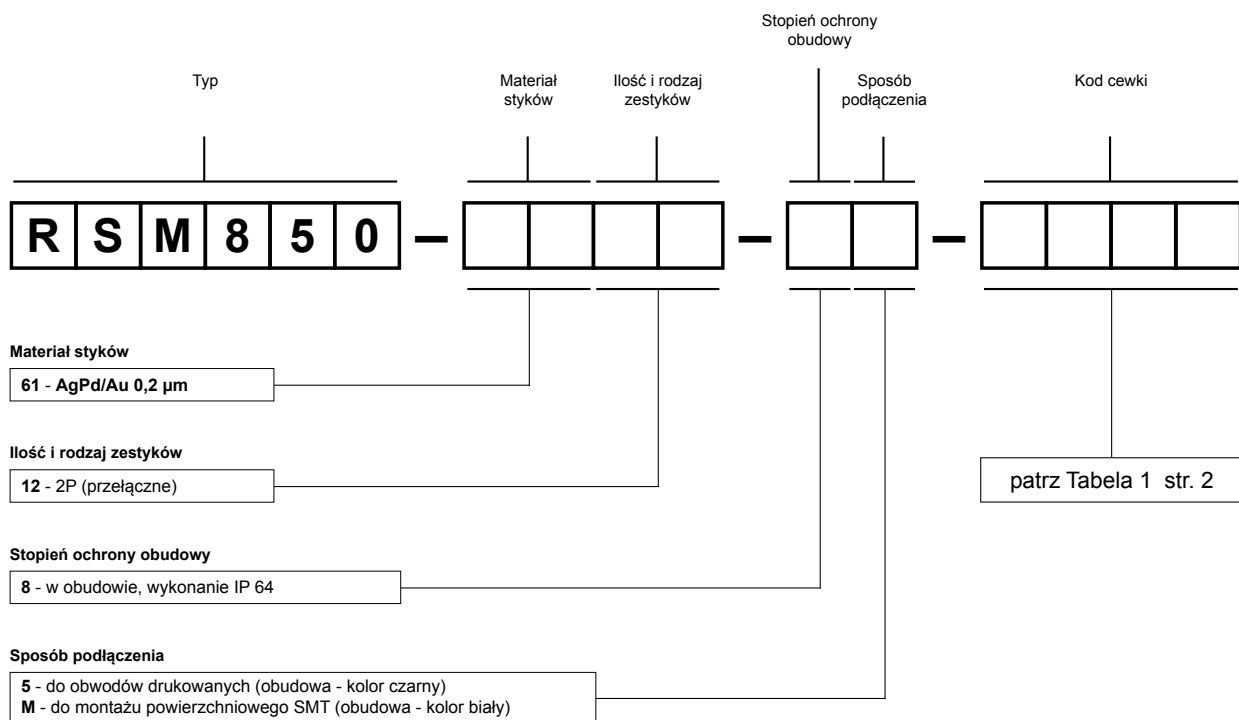 Stopień ochrony
obudowy
Typ
Materiał
styków
Ilość i rodzaj
zestyków
Sposób
podłączenia
Kod cewki
R S M 8 5 0 – –  –
Materiał styków
61 - AgPd/Au 0,2 µm
Ilość i rodzaj zestyków
12 - 2P (przełączne)
patrz Tabela 1 str. 2
Stopień ochrony obudowy
8 - w obudowie, wykonanie IP 64
Sposób podłączenia
5 - do obwodów drukowanych (obudowa - kolor czarny)
M - do montażu powierzchniowego SMT (obudowa - kolor biały)